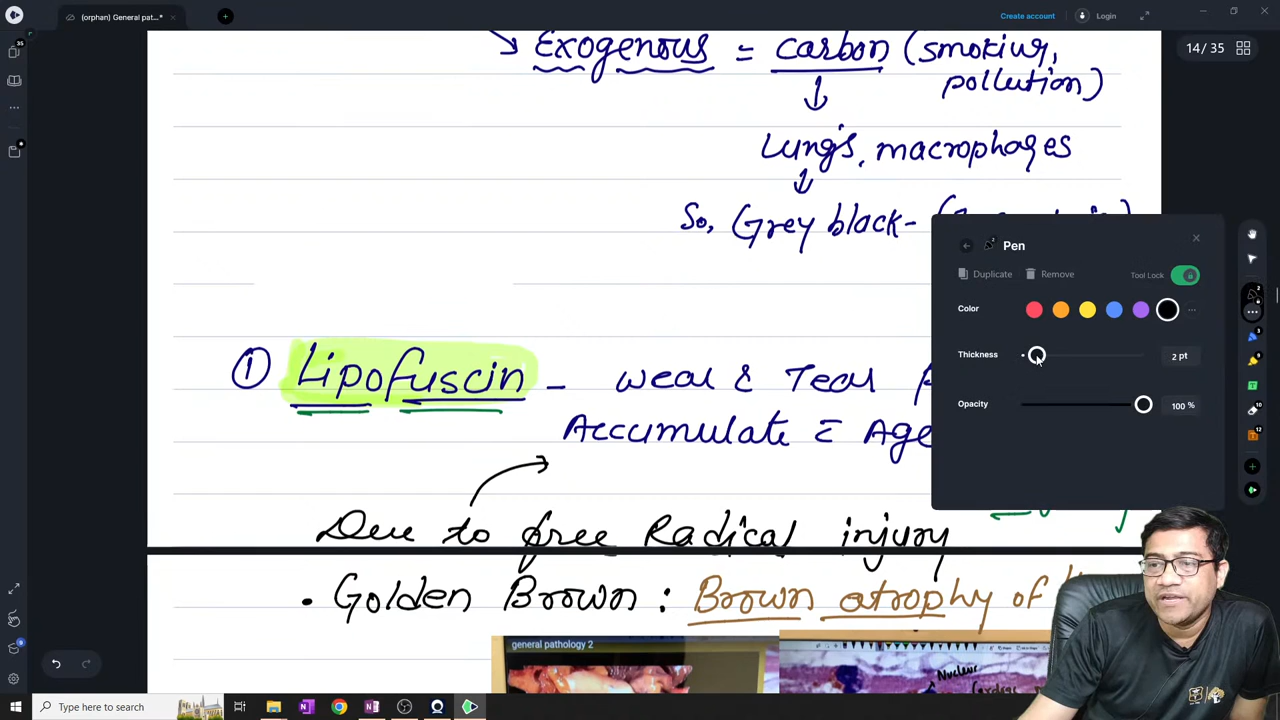 (orphan) General pat...*
Create account
Login
35
14 / 35
Exogenous = carbon (smoking,
pollution)
Lungs, macrophages
So, Grey black-
Pen
Duplicate
Remove
Tool Lock
Color
Thickness
2 pt
Opacity
100 %
① Lipofuscin - Wear & Tear
Accumulate c̄ Age
Due to free Radical injury
• Golden Brown : Brown atrophy of
general pathology 2
Nucleus
Type here to search